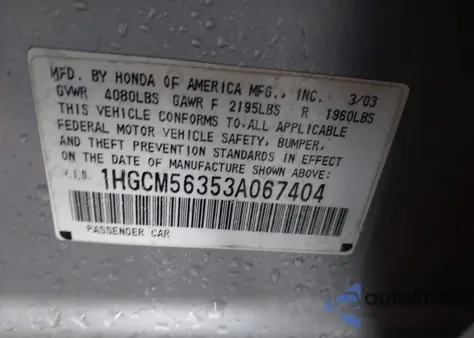 MFD. BY HONDA OF AMERICA MFG., INC. 3/03
GVWR 4080LBS GAWR F 2195LBS R 1960LBS
THIS VEHICLE CONFORMS TO ALL APPLICABLE
FEDERAL MOTOR VEHICLE SAFETY, BUMPER,
AND THEFT PREVENTION STANDARDS IN EFFECT
ON THE DATE OF MANUFACTURE SHOWN ABOVE.
V.I.N. 1HGCM56353A067404
PASSENGER CAR